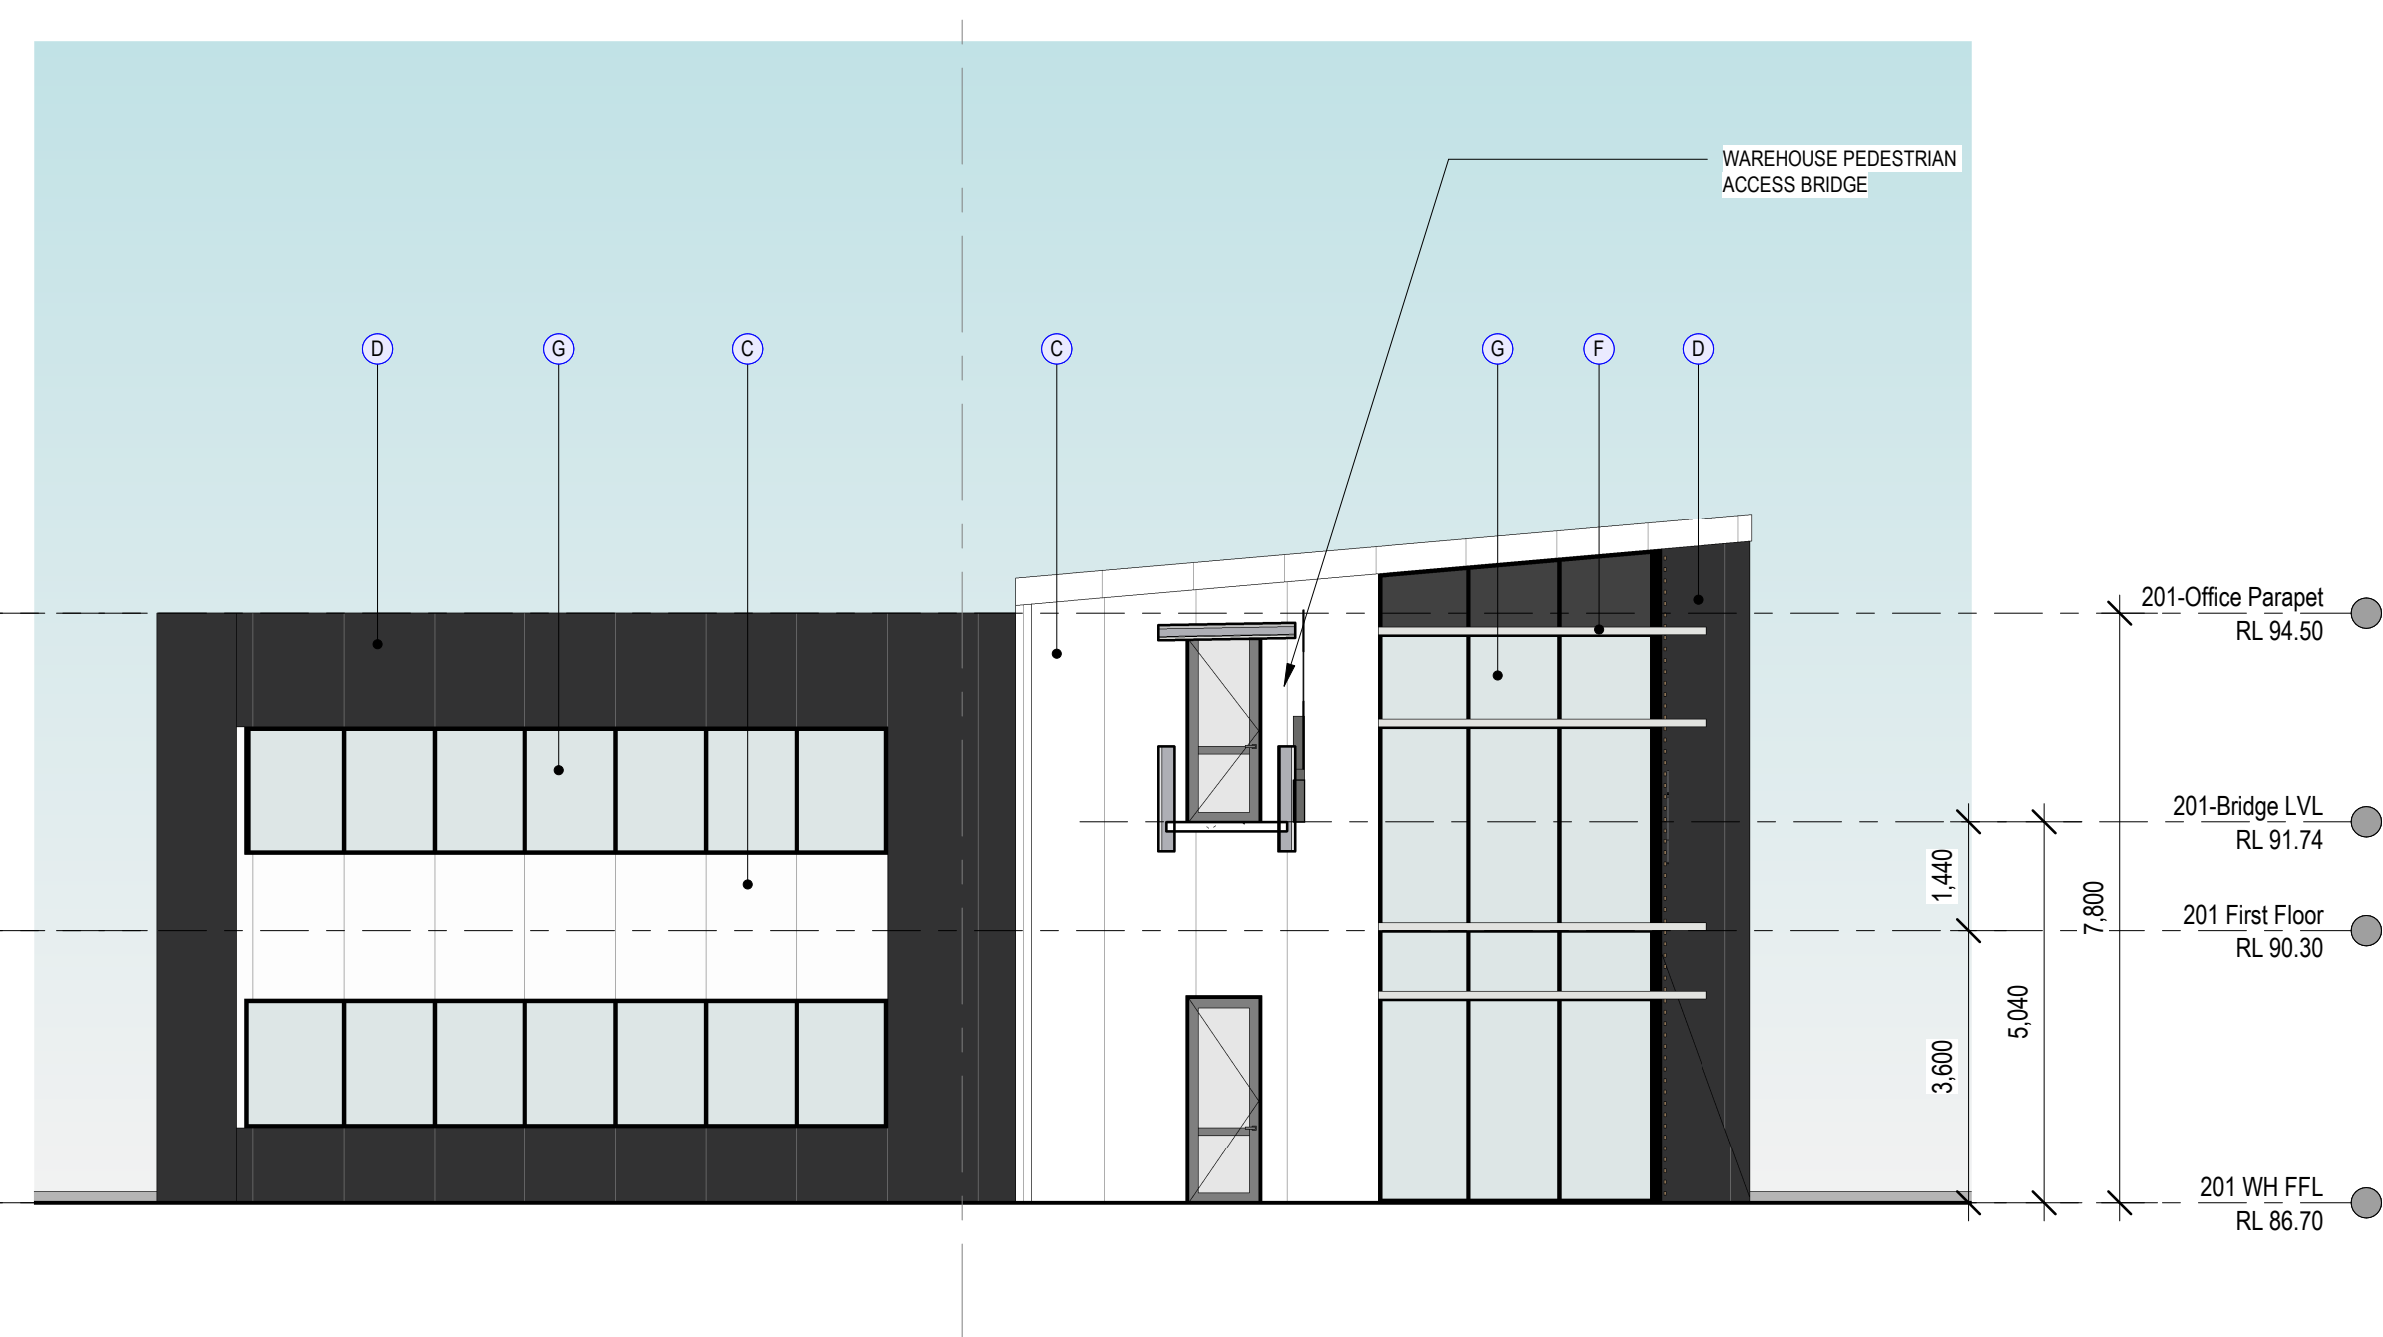 WAREHOUSE PEDESTRIAN
ACCESS BRIDGE
D
G
C
C
G
F
D
201-Office Parapet
RL 94.50
201-Bridge LVL
RL 91.74
1,440
7,800
201 First Floor
RL 90.30
5,040
3,600
201 WH FFL
RL 86.70